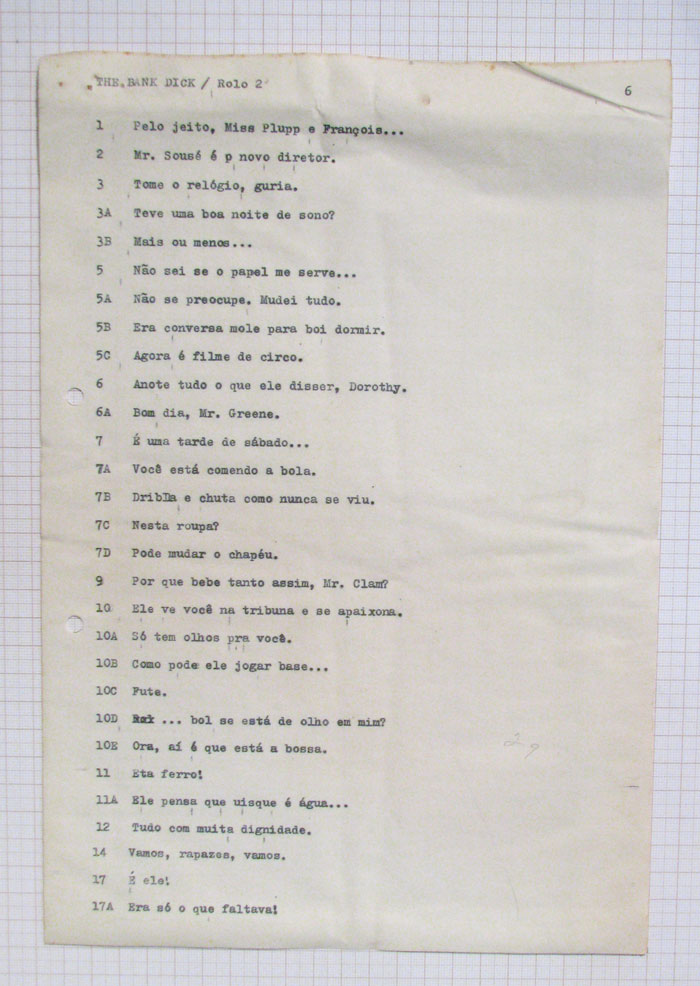 THE BANK DICK / Rolo 2
6
1 Pelo jeito, Miss Plupp e François...
2 Mr. Sousé é p novo diretor.
3 Tome o relógio, guria.
3A Teve uma boa noite de sono?
3B Mais ou menos...
5 Não sei se o papel me serve...
5A Não se preocupe. Mudei tudo.
5B Era conversa mole para boi dormir.
5C Agora é filme de circo.
6 Anote tudo o que ele disser, Dorothy.
6A Bom dia, Mr. Greene.
7 É uma tarde de sábado...
7A Você está comendo a bola.
7B Dribla e chuta como nunca se viu.
7C Nesta roupa?
7D Pode mudar o chapéu.
9 Por que bebe tanto assim, Mr. Clam?
10 Ele ve você na tribuna e se apaixona.
10A Só tem olhos pra você.
10B Como pode ele jogar base...
10C Fute.
10D ... bol se está de olho em mim?
10E Ora, aí é que está a bossa.
11 Eta ferro!
11A Ele pensa que uisque é água...
12 Tudo com muita dignidade.
14 Vamos, rapazes, vamos.
17 É ele!
17A Era só o que faltava!